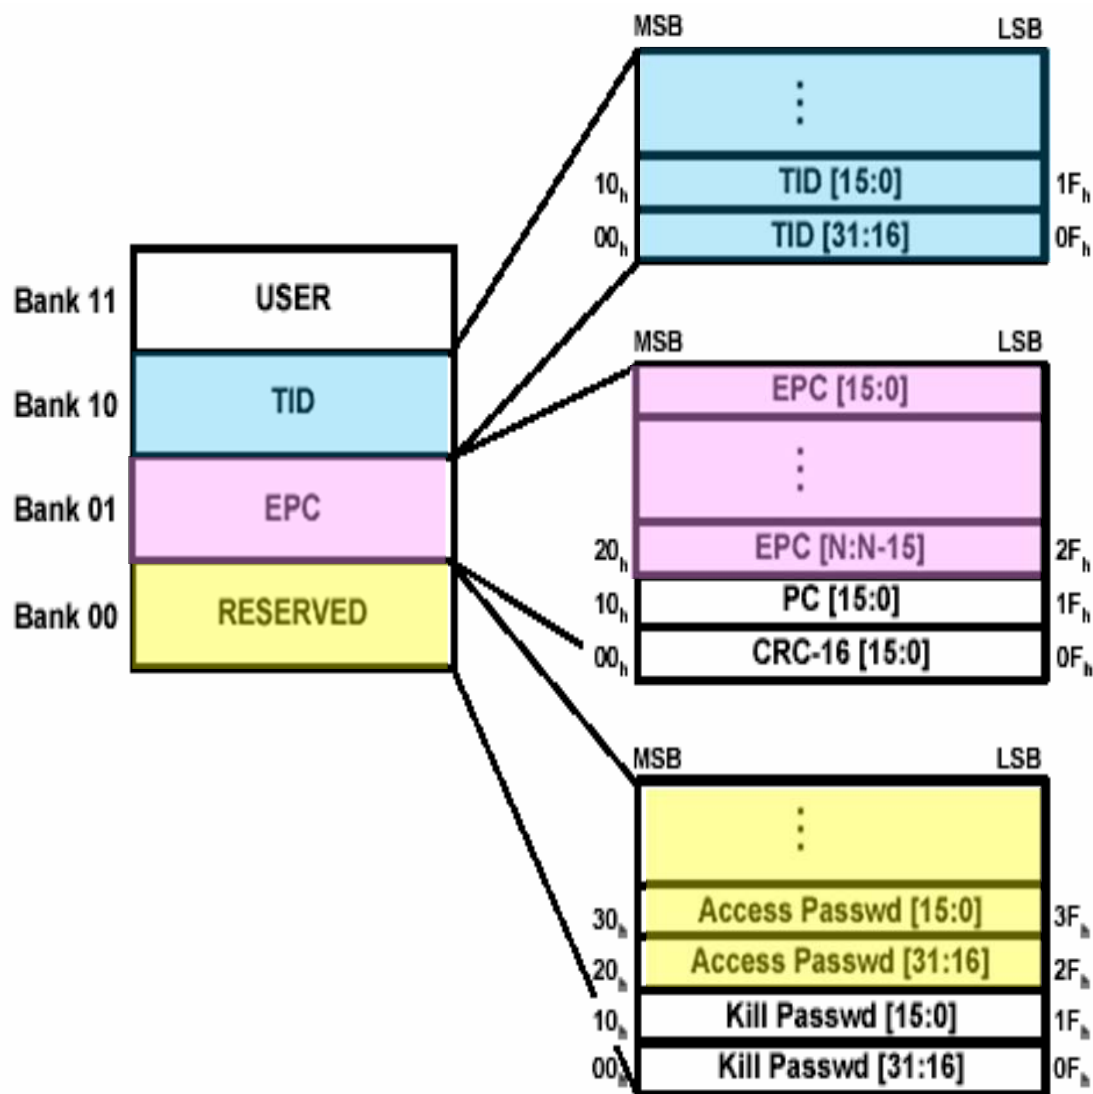 MSB LSB
⋮
10h TID [15:0] 1Fh
00h TID [31:16] 0Fh
Bank 11 USER
Bank 10 TID
Bank 01 EPC
Bank 00 RESERVED
MSB LSB
EPC [15:0]
⋮
20h EPC [N:N-15] 2Fh
10h PC [15:0] 1Fh
00h CRC-16 [15:0] 0Fh
MSB LSB
⋮
30h Access Passwd [15:0] 3Fh
20h Access Passwd [31:16] 2Fh
10h Kill Passwd [15:0] 1Fh
00h Kill Passwd [31:16] 0Fh